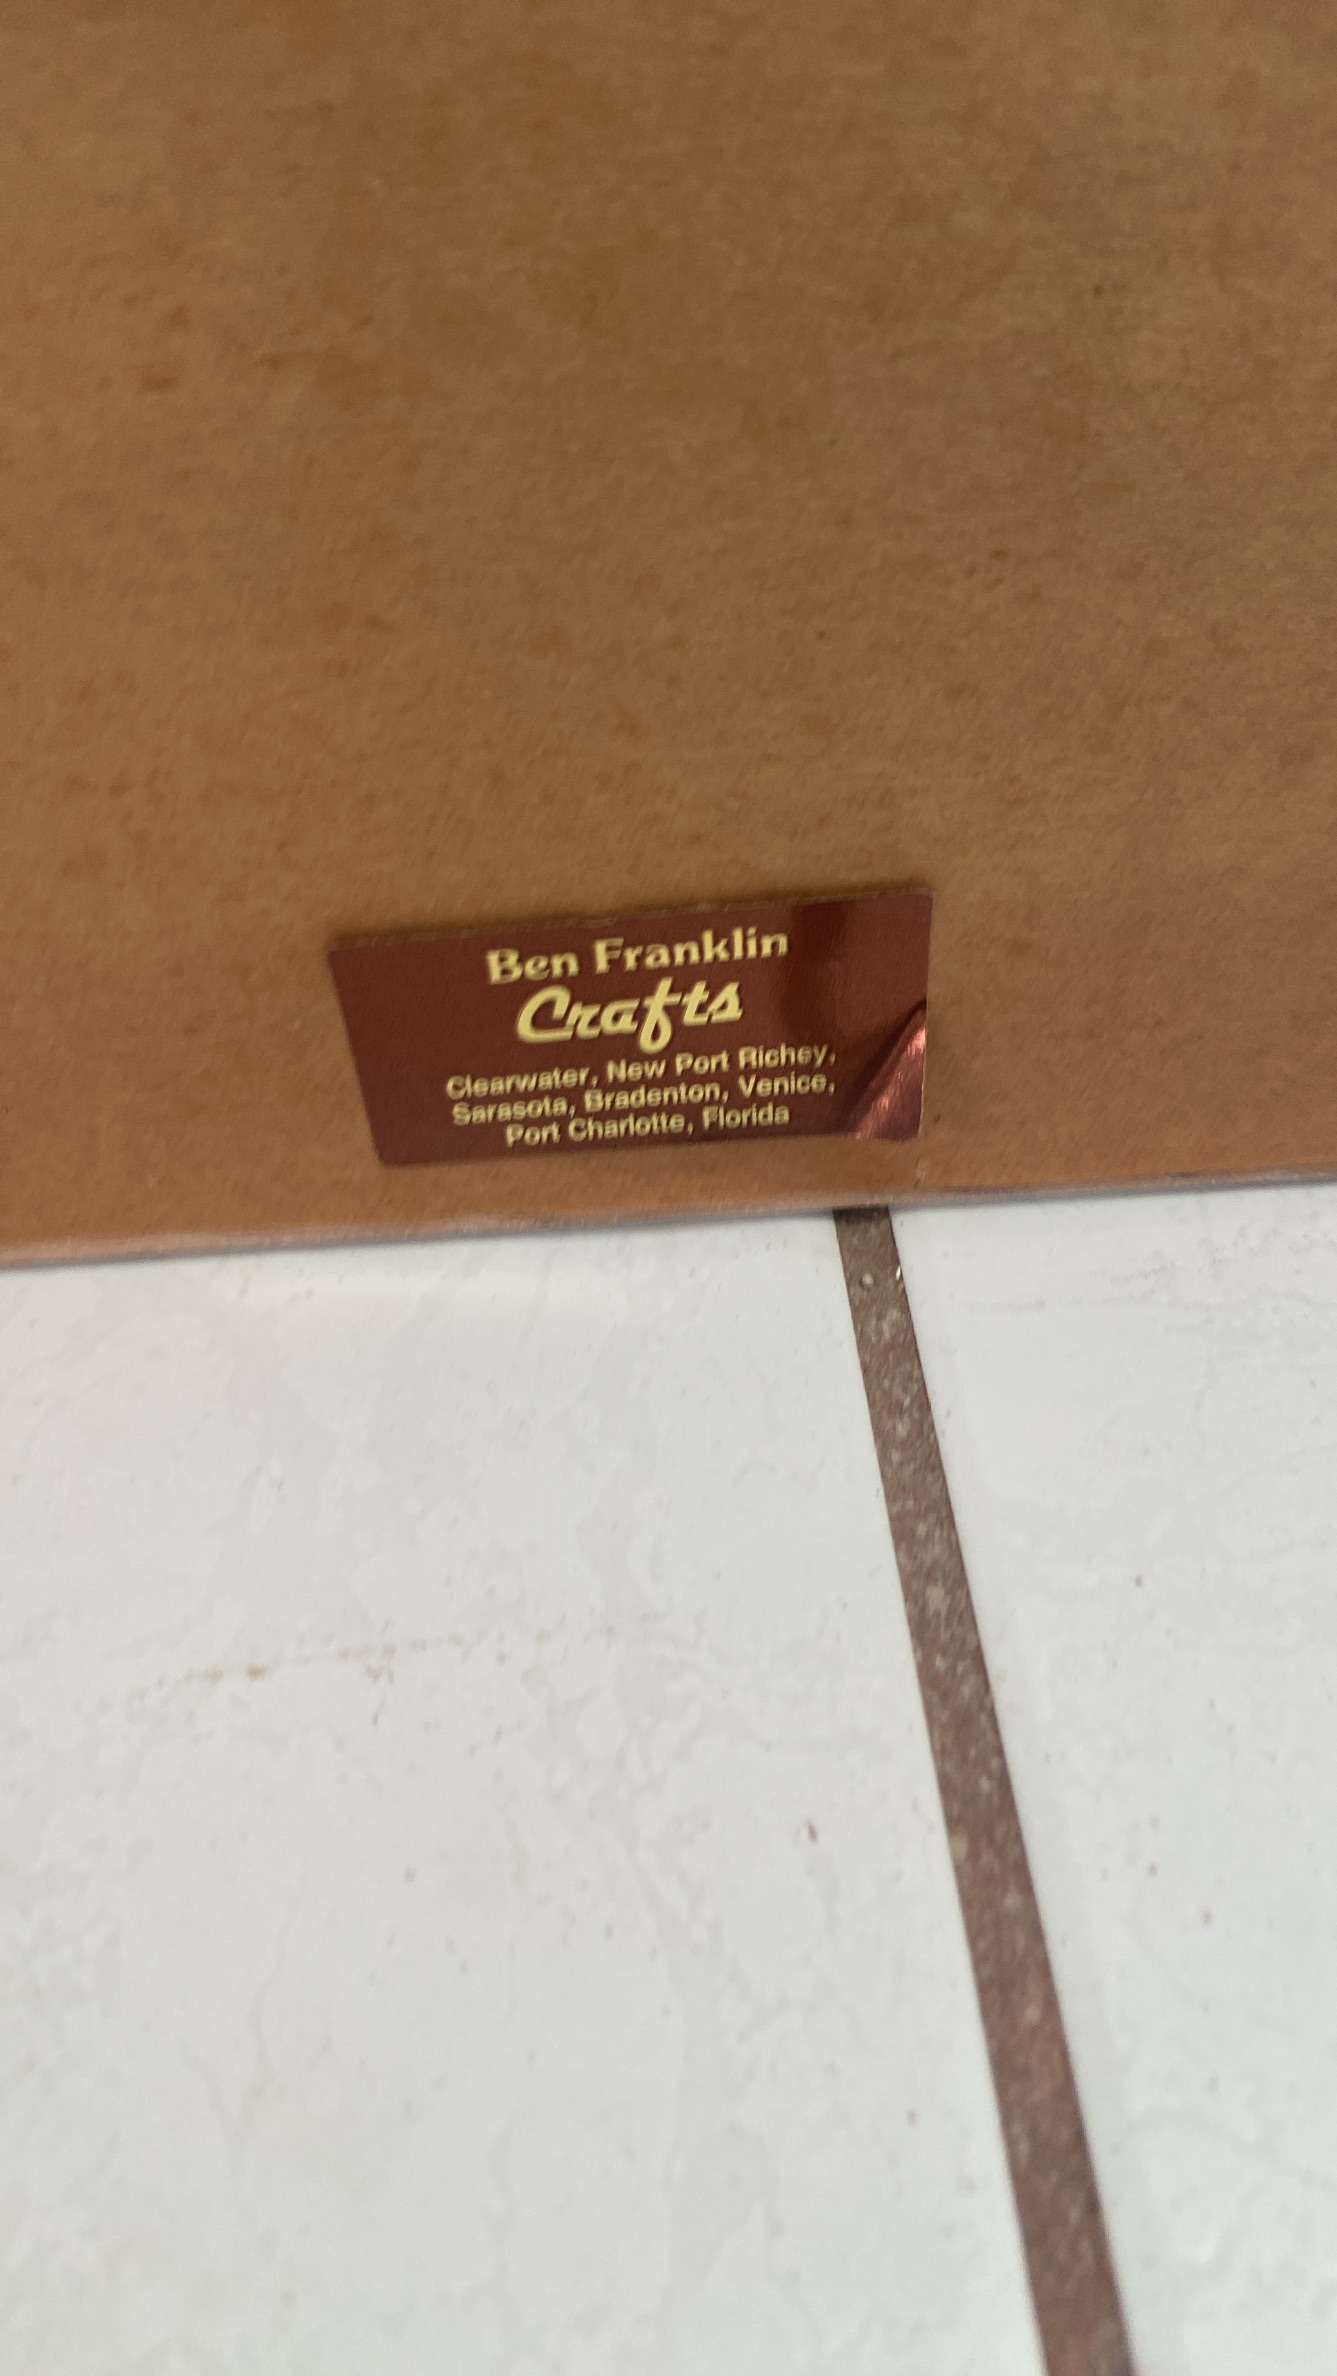 Ben Franklin
Crafts
Clearwater, New Port Richey,
Sarasota, Bradenton, Venice,
Port Charlotte, Florida